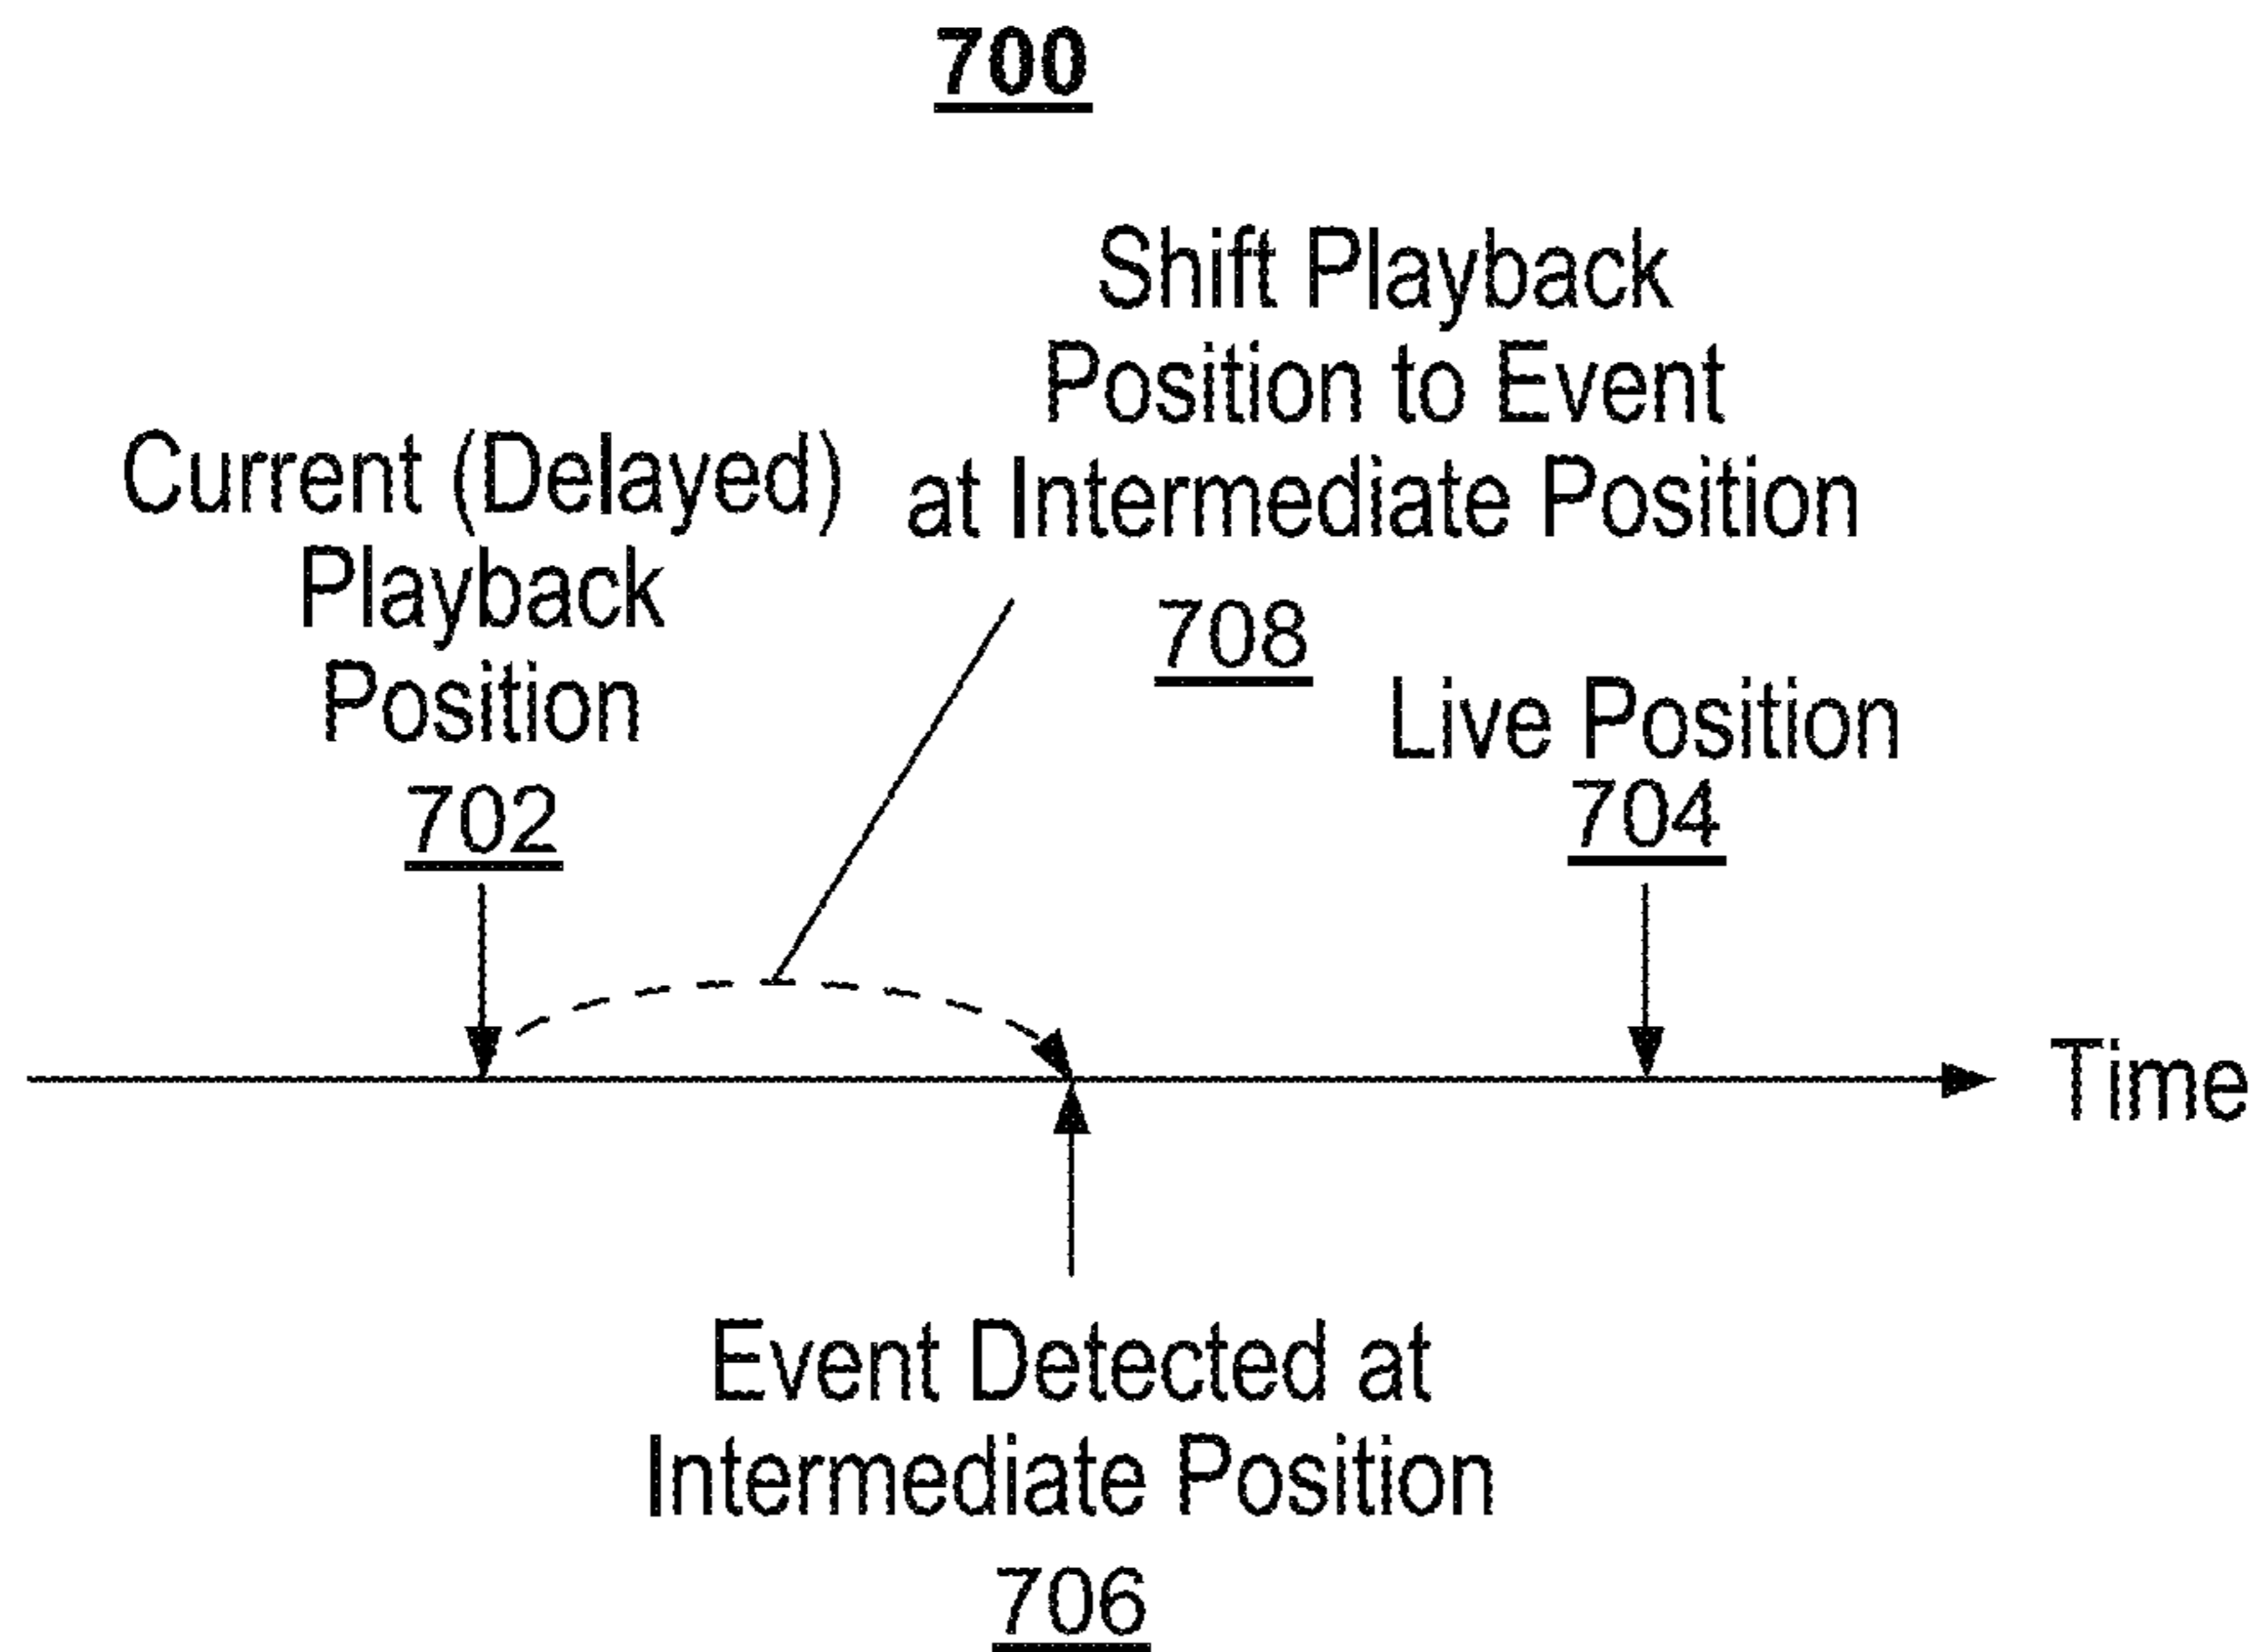 700
Shift Playback
Position to Event
at Intermediate Position
708
Current (Delayed)
Playback
Position
702
Live Position
704
Time
Event Detected at
Intermediate Position
706